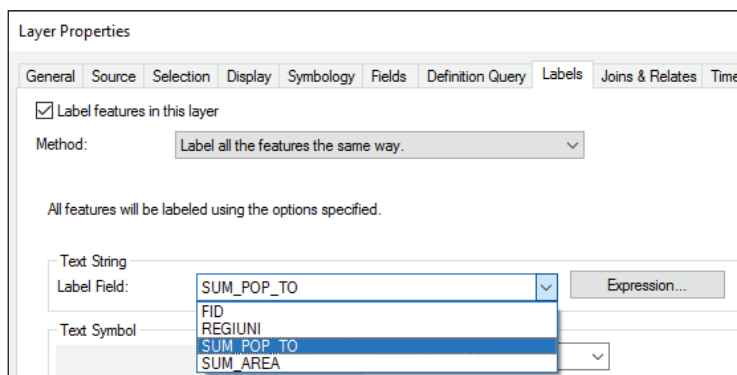 Layer Properties
General Source Selection Display Symbology Fields Definition Query Labels Joins & Relates Time
Label features in this layer
Method: Label all the features the same way.
All features will be labeled using the options specified.
Text String
Label Field: SUM_POP_TO Expression...
FID
REGIUNI
Text Symbol
SUM_POP_TO
SUM_AREA